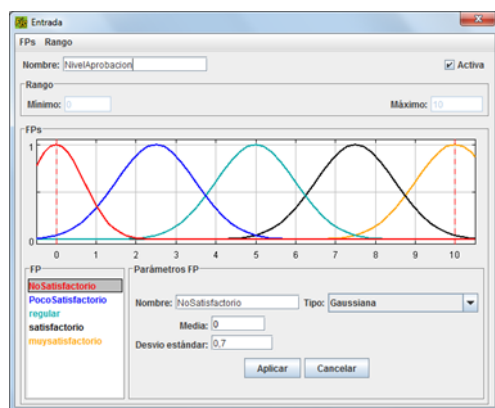 Entrada
FPs Rango
Nombre: NivelAprobacion
Activa
Rango
Mínimo: 0
Máximo: 10
FPs
1
0
0 1 2 3 4 5 6 7 8 9 10
FP
NoSatisfactorio
PocoSatisfactorio
regular
satisfactorio
muysatisfactorio
Parámetros FP
Nombre: NoSatisfactorio Tipo: Gaussiana
Media: 0
Desvio estándar: 0,7
Aplicar Cancelar